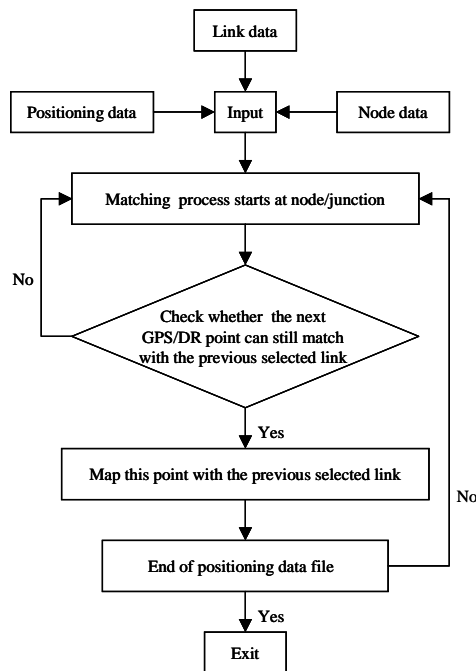 Link data
Positioning data
Input
Node data
Matching process starts at node/junction
No
Check whether the next
GPS/DR point can still match
with the previous selected link
Yes
Map this point with the previous selected link
No
End of positioning data file
Yes
Exit